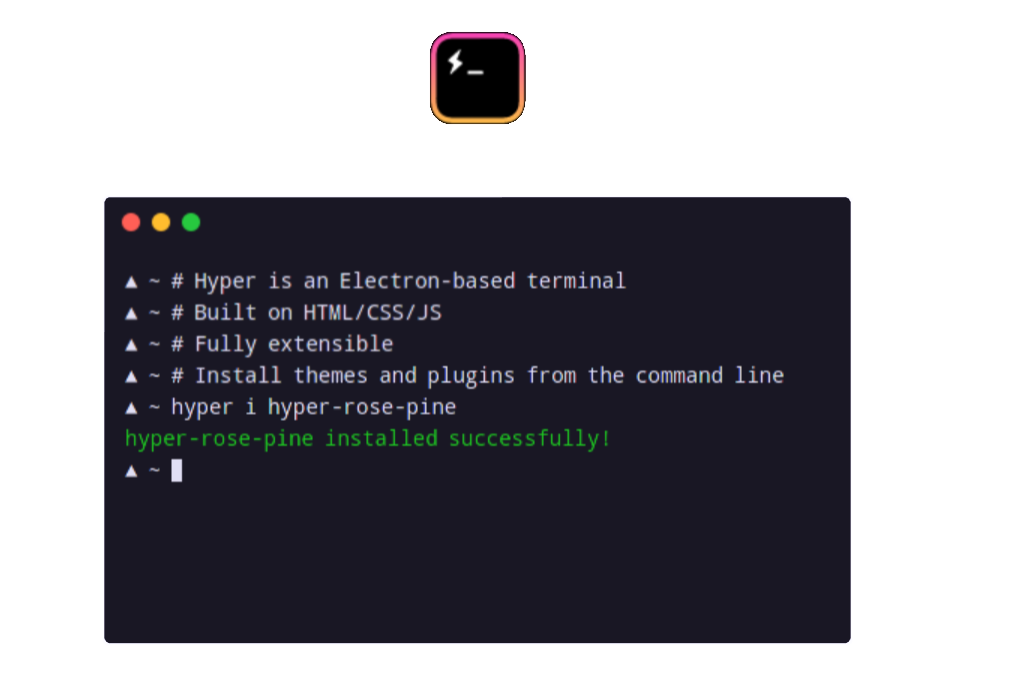 ▲ ~ # Hyper is an Electron-based terminal
▲ ~ # Built on HTML/CSS/JS
▲ ~ # Fully extensible
▲ ~ # Install themes and plugins from the command line
▲ ~ hyper i hyper-rose-pine
hyper-rose-pine installed successfully!
▲ ~